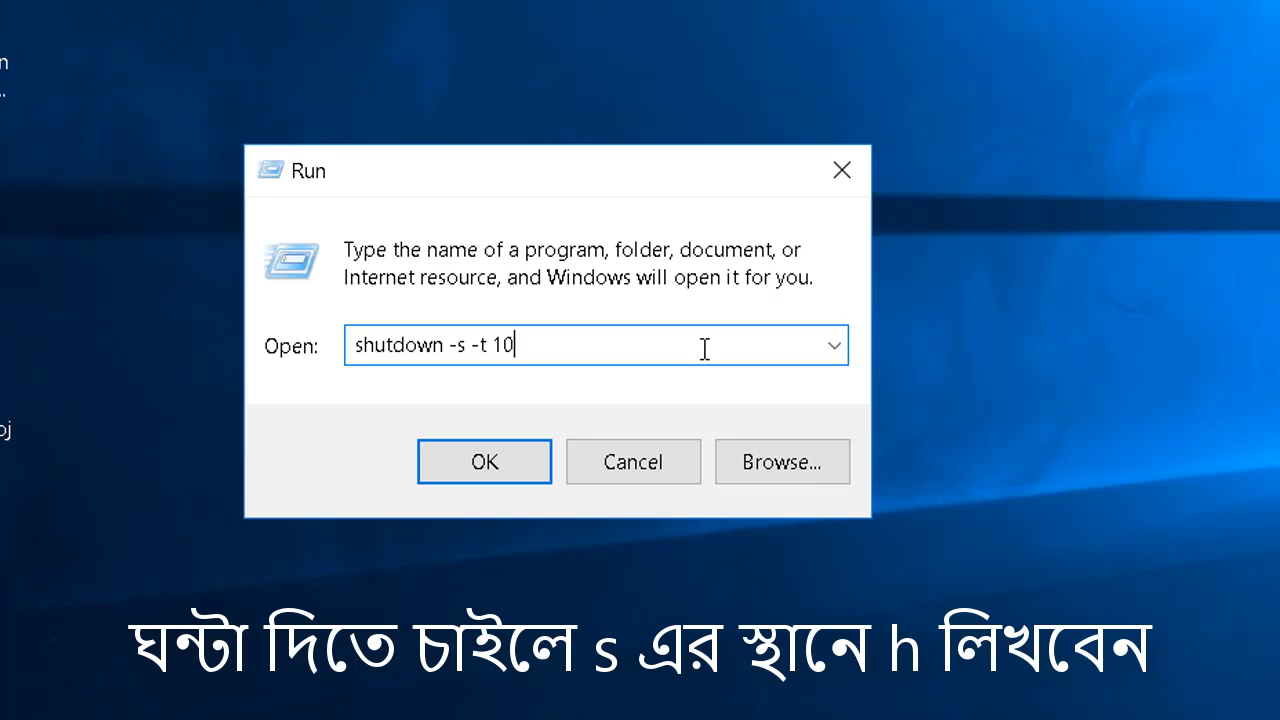 n
..
Run
Type the name of a program, folder, document, or
Internet resource, and Windows will open it for you.
Open: shutdown -s -t 10
oj
OK Cancel Browse...
ঘন্টা দিতে চাইলে s এর স্থানে h লিখবেন